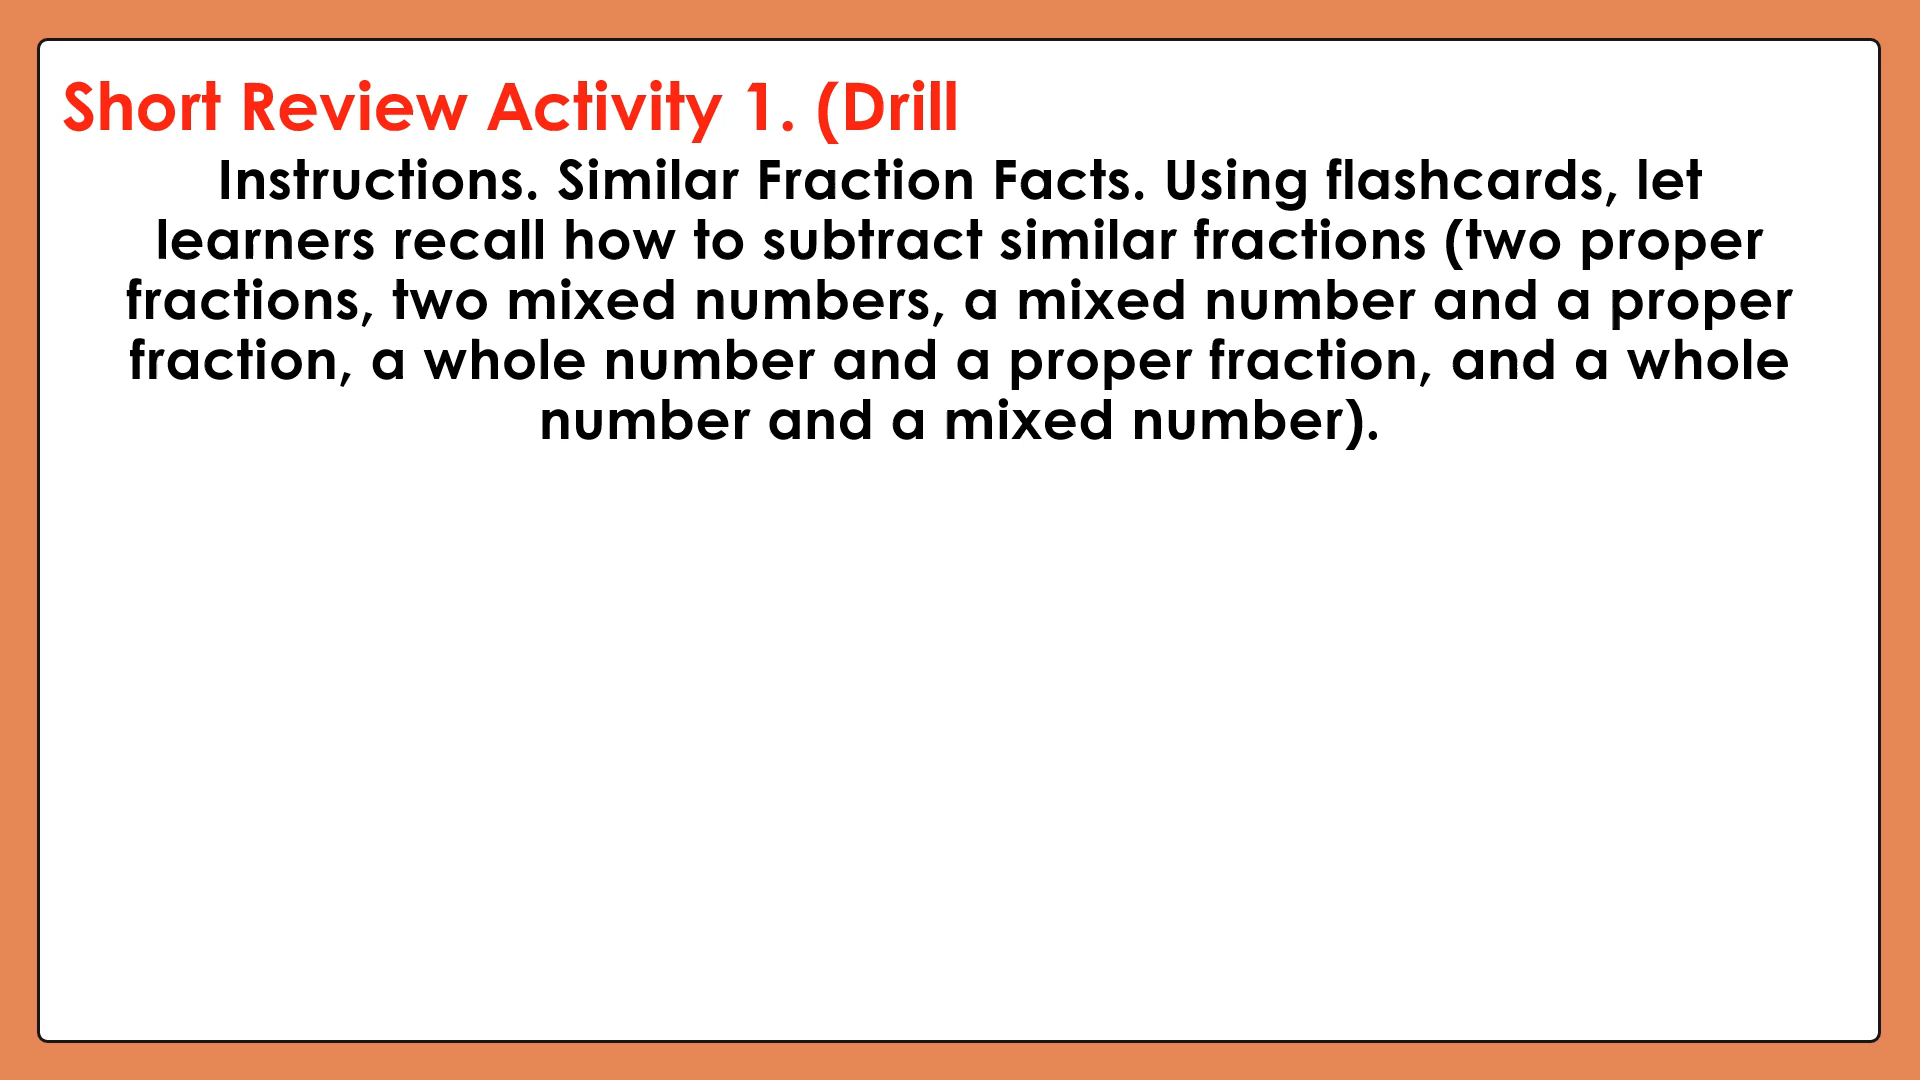 Short Review Activity 1. (Drill
Instructions. Similar Fraction Facts. Using flashcards, let
learners recall how to subtract similar fractions (two proper
fractions, two mixed numbers, a mixed number and a proper
fraction, a whole number and a proper fraction, and a whole
number and a mixed number).